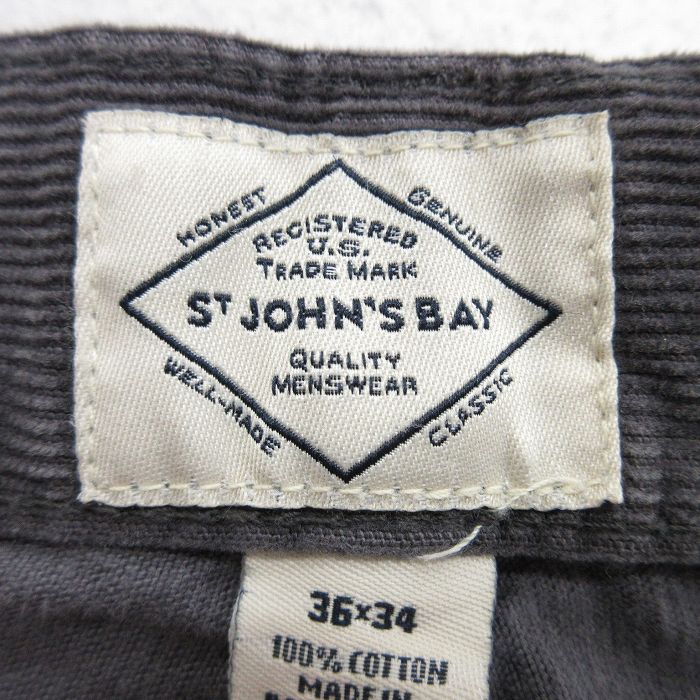 HONEST
GENUINE
REGISTERED
U.S.
TRADE MARK
ST JOHN'S BAY
QUALITY
MENSWEAR
WELL-MADE
CLASSIC
36×34
100% COTTON
MADE IN